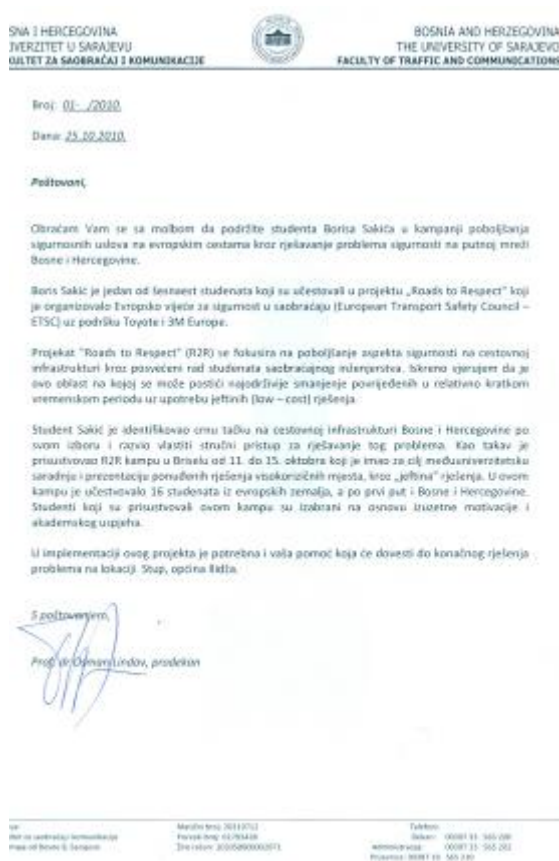 SNA I HERCEGOVINA
IVERZITET U SARAJEVU
ULTET ZA SAOBRAĆAJ I KOMUNIKACIJE
BOSNIA AND HERZEGOVINA
THE UNIVERSITY OF SARAJEVO
FACULTY OF TRAFFIC AND COMMUNICATIONS
Broj: 01- /2010.
Dana: 25.10.2010.
Poštovani,
Obraćam Vam se sa molbom da podržite studenta Borisa Sakića u kampanji poboljšanja
sigurnosnih uslova na evropskim cestama kroz rješavanje problema sigurnosti na putnoj mreži
Bosne i Hercegovine.
Boris Sakić je jedan od šesnaest studenata koji su učestovali u projektu „Roads to Respect" koji
je organizovalo Evropsko vijeće za sigurnost u saobraćaju (European Transport Safety Council –
ETSC) uz podršku Toyote i 3M Europe.
Projekat "Roads to Respect" (R2R) se fokusira na poboljšanje aspekta sigurnosti na cestovnoj
infrastrukturi kroz posvećeni rad studenata saobraćajnog inženjerstva. Iskreno vjerujem da je
ovo oblast na kojoj se može postići najodrživije smanjenje povrijeđenih u relativno kratkom
vremenskom periodu uz upotrebu jeftinih (low – cost) rješenja.
Student Sakić je identifikovao crnu tačku na cestovnoj infrastrukturi Bosne i Hercegovine po
svom izboru i razvio vlastiti stručni pristup za rješavanje tog problema. Kao takav je
prisustvovao R2R kampu u Briselu od 11. do 15. oktobra koji je imao za cilj međuuniverzitetsku
saradnju i prezentaciju ponuđenih rješenja visokorizičnih mjesta, kroz „jeftina" rješenja. U ovom
kampu je učestvovalo 16 studenata iz evropskih zemalja, a po prvi put i Bosne i Hercegovine.
Studenti koji su prisustvovali ovom kampu su izabrani na osnovu izuzetne motivacije i
akademskog uspjeha.
U implementaciji ovog projekta je potrebna i vaša pomoć koja će dovesti do konačnog rješenja
problema na lokaciji Stup, općina Ilidža.
S poštovanjem,
Prof. dr Osman Lindov, prodekan
Telefoni: